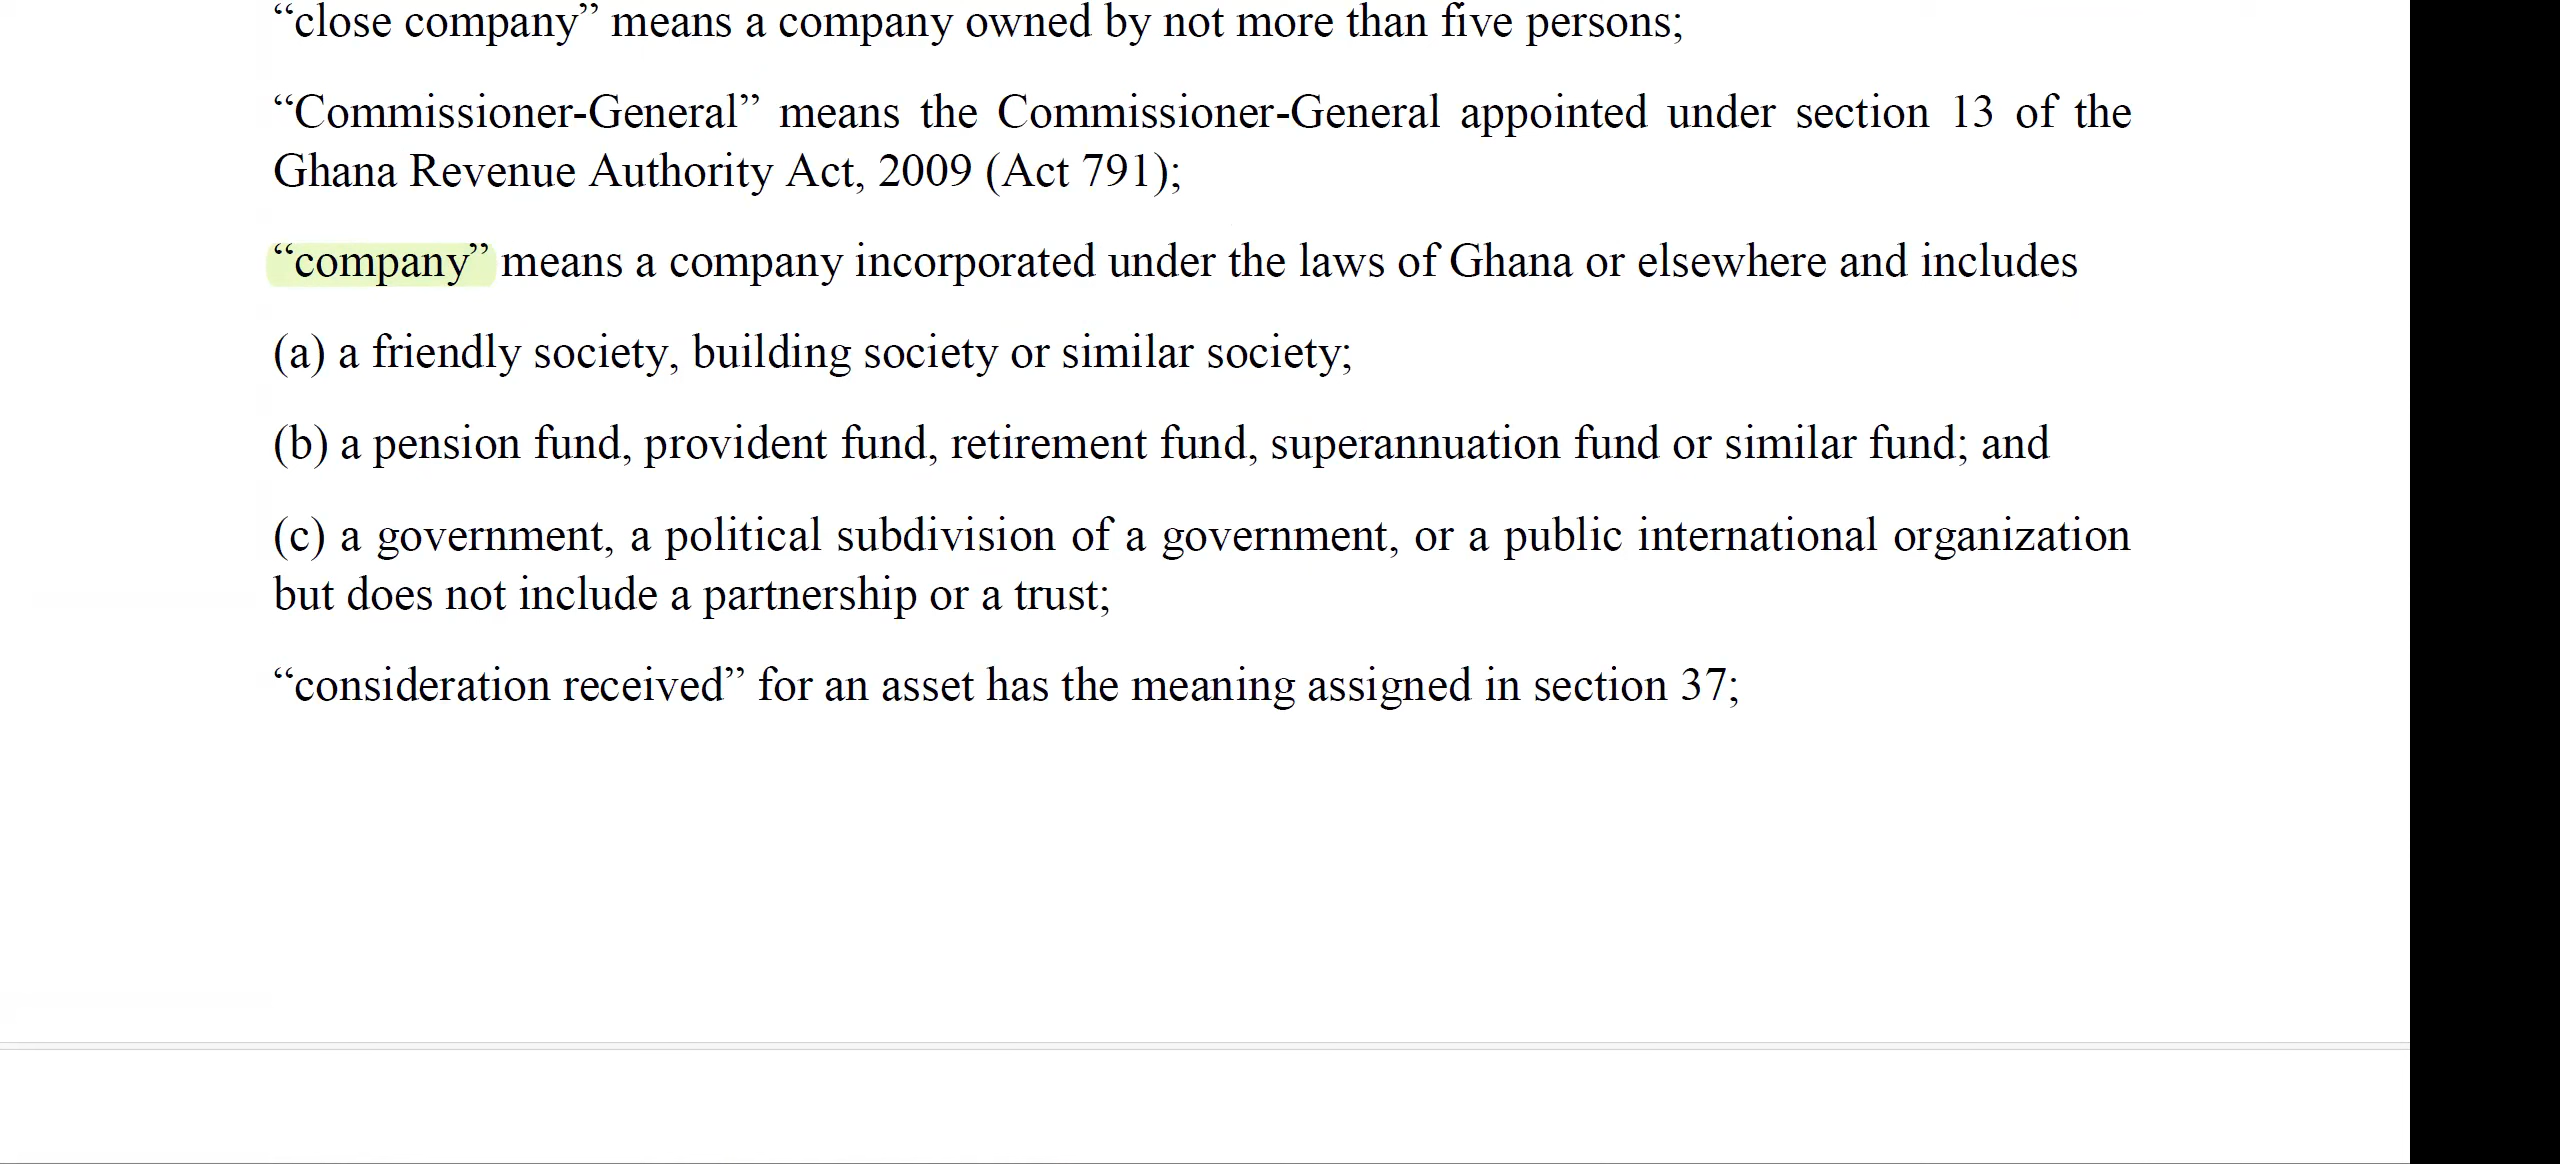 “close company” means a company owned by not more than five persons;
“Commissioner-General” means the Commissioner-General appointed under section 13 of the
Ghana Revenue Authority Act, 2009 (Act 791);
“company” means a company incorporated under the laws of Ghana or elsewhere and includes
(a) a friendly society, building society or similar society;
(b) a pension fund, provident fund, retirement fund, superannuation fund or similar fund; and
(c) a government, a political subdivision of a government, or a public international organization
but does not include a partnership or a trust;
“consideration received” for an asset has the meaning assigned in section 37;